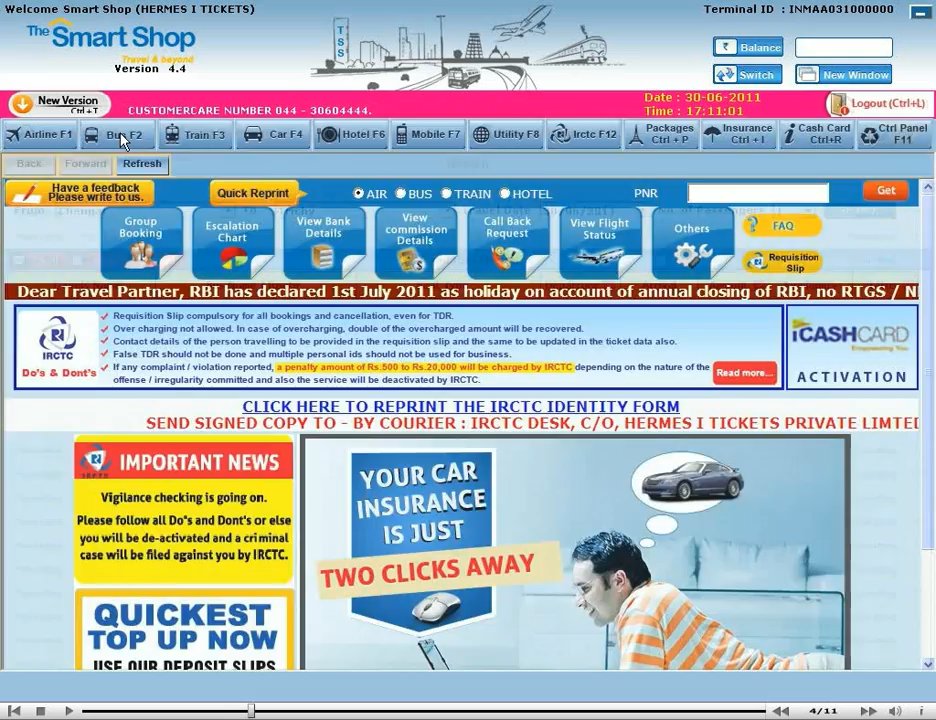 Welcome Smart Shop (HERMES I TICKETS)
Terminal ID : INMAA031000000
The Smart Shop
Travel & beyond
Version 4.4
TSS
₹ Balance
Switch
New Window
New Version
Ctrl + T
CUSTOMERCARE NUMBER 044 - 30604444.
Date : 30-06-2011
Time : 17:11:01
Logout (Ctrl+L)
Airline F1
Bus F2
Train F3
Car F4
Hotel F6
Mobile F7
Utility F8
Irctc F12
Packages
Ctrl + P
Insurance
Ctrl + U
Cash Card
Ctrl+R
Ctrl Panel
F11
Back
Forward
Refresh
Have a feedback
Please write to us.
Quick Reprint
AIR
BUS
TRAIN
HOTEL
PNR
Get
Group
Booking
Escalation
Chart
View Bank
Details
View
commission
Details
Call Back
Request
View Flight
Status
Others
? FAQ
Requisition
Slip
Dear Travel Partner, RBI has declared 1st July 2011 as holiday on account of annual closing of RBI, no RTGS /
IRCTC
Do's & Dont's
Requisition Slip compulsory for all bookings and cancellation, even for TDR.
Over charging not allowed. In case of overcharging, double of the overcharged amount will be recovered.
Contact details of the person travelling to be provided in the requisition slip and the same to be updated in the ticket data also.
False TDR should not be done and multiple personal ids should not be used for business.
If any complaint / violation reported, a penalty amount of Rs.500 to Rs.20,000 will be charged by IRCTC depending on the nature of the
offense / irregularity committed and also the service will be deactivated by IRCTC.
Read more...
iCASHCARD
ACTIVATION
CLICK HERE TO REPRINT THE IRCTC IDENTITY FORM
SEND SIGNED COPY TO - BY COURIER : IRCTC DESK, C/O, HERMES I TICKETS PRIVATE LIMTED
IRCTC
IMPORTANT NEWS
Vigilance checking is going on.
Please follow all Do"s and Dont's or else
you will be de-activated and a criminal
case will be filed against you by IRCTC.
QUICKEST
TOP UP NOW
USE OUR DEPOSIT SLIPS
YOUR CAR
INSURANCE
IS JUST
TWO CLICKS AWAY
4/11
i